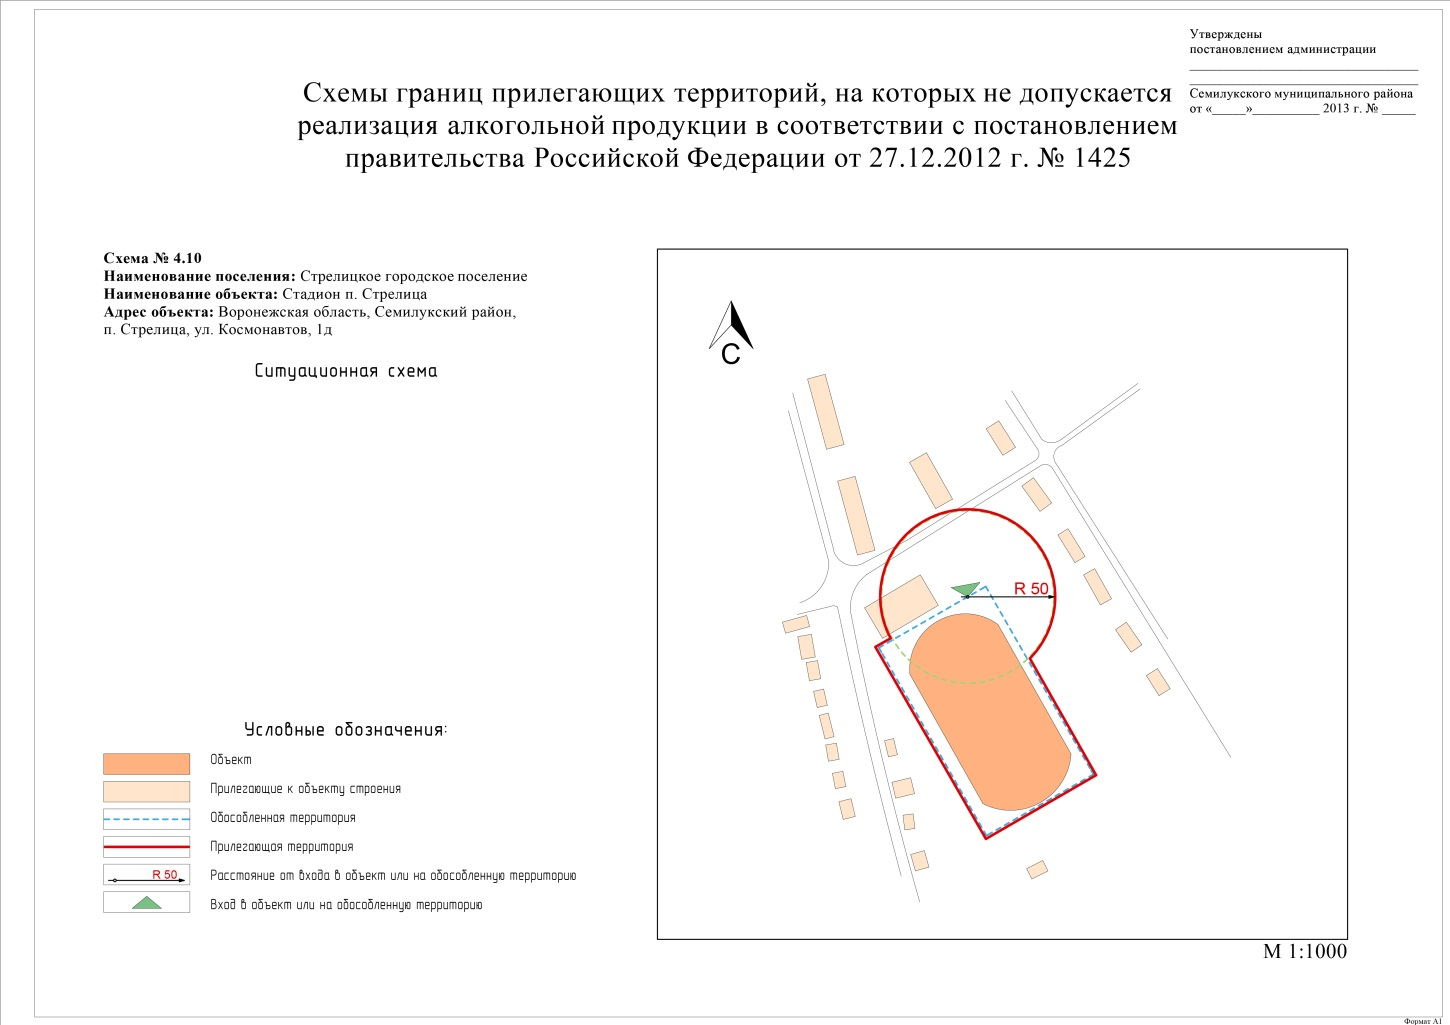 Утверждены
постановлением администрации
Семилукского муниципального района
от «_____»__________ 2013 г. № _____
Схемы границ прилегающих территорий, на которых не допускается
реализация алкогольной продукции в соответствии с постановлением
правительства Российской Федерации от 27.12.2012 г. № 1425
Схема № 4.10
Наименование поселения: Стрелицкое городское поселение
Наименование объекта: Стадион п. Стрелица
Адрес объекта: Воронежская область, Семилукский район,
п. Стрелица, ул. Космонавтов, 1д
Ситуационная схема
С
R 50
Условные обозначения:
Объект
Прилегающие к объекту строения
Обособленная территория
Прилегающая территория
R 50
Расстояние от входа в объект или на обособленную территорию
Вход в объект или на обособленную территорию
М 1:1000
Формат А1